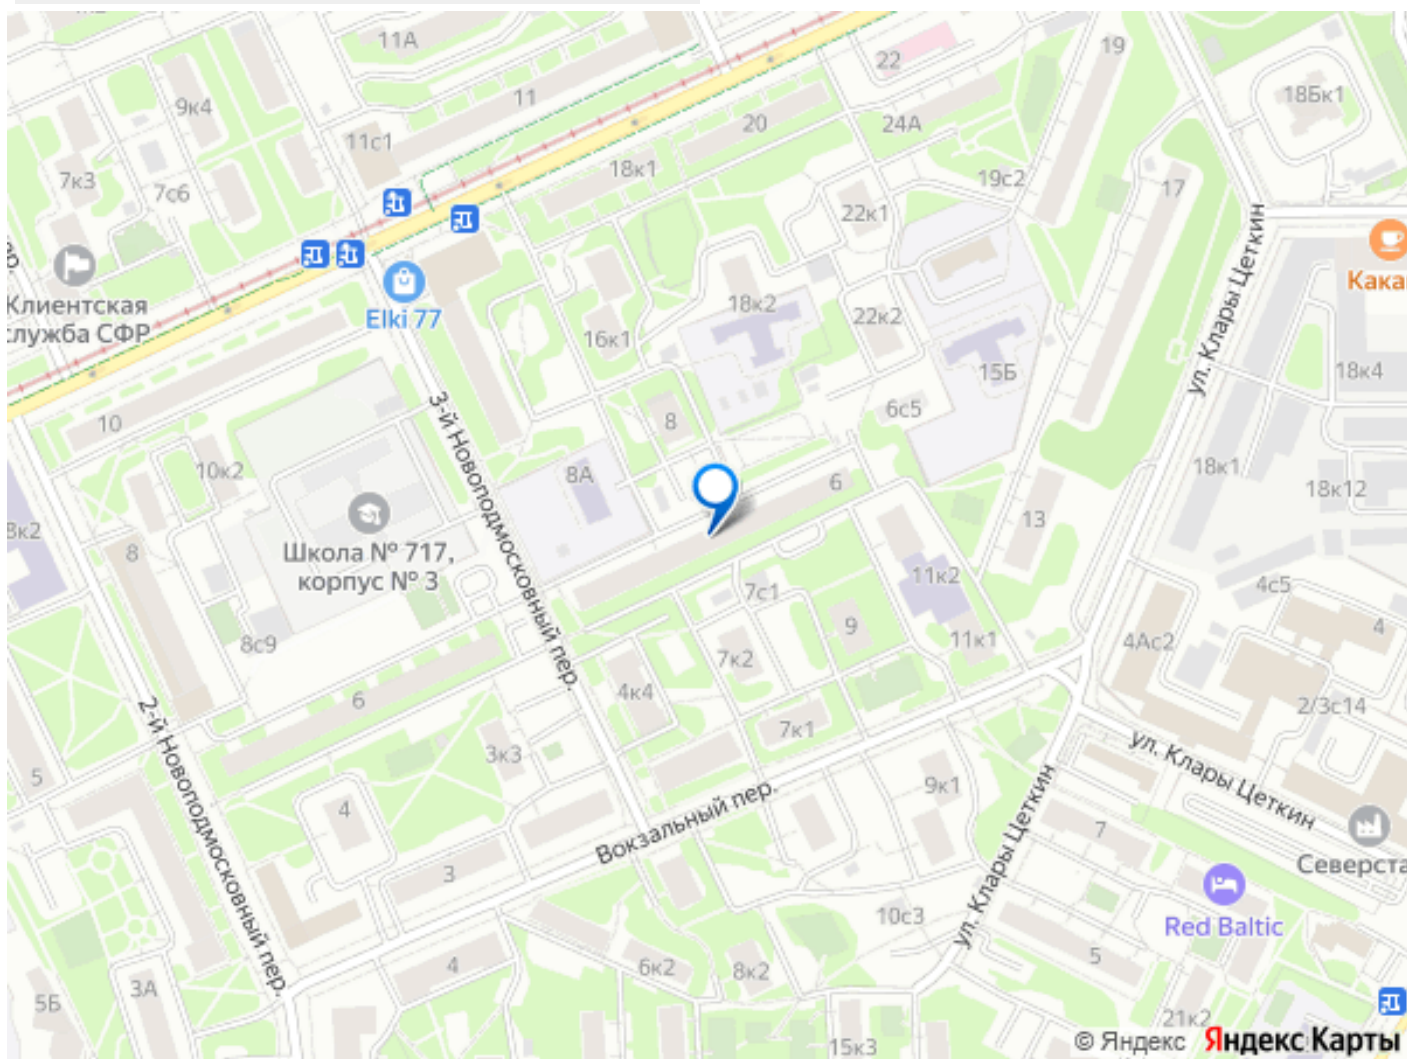 11А
19
22
18Бк1
9к4
11
20
24А
11с1
18к1
7к3
7с6
19с2
17
22к1
Клиентская
служба СФР
Elki 77
18к2
22к2
Кака
16к1
15Б
18к4
ул. Клары Цеткин
10
3-й Новоподмосковный пер.
8
6с5
10к2
8А
6
18к1
18к12
3к2
8
Школа № 717,
корпус № 3
13
11к2
7с1
4с5
8с9
9
11к1
4Ас2
4
7к2
6
4к4
2/3с14
2-й Новоподмосковный пер.
7к1
3к3
ул. Клары Цеткин
5
4
9к1
Вокзальный пер.
7
Северста
3
ул. Клары Цеткин
Red Baltic
10с3
4
6к2
8к2
5
5Б
3А
21к2
15к3
© Яндекс Яндекс Карты